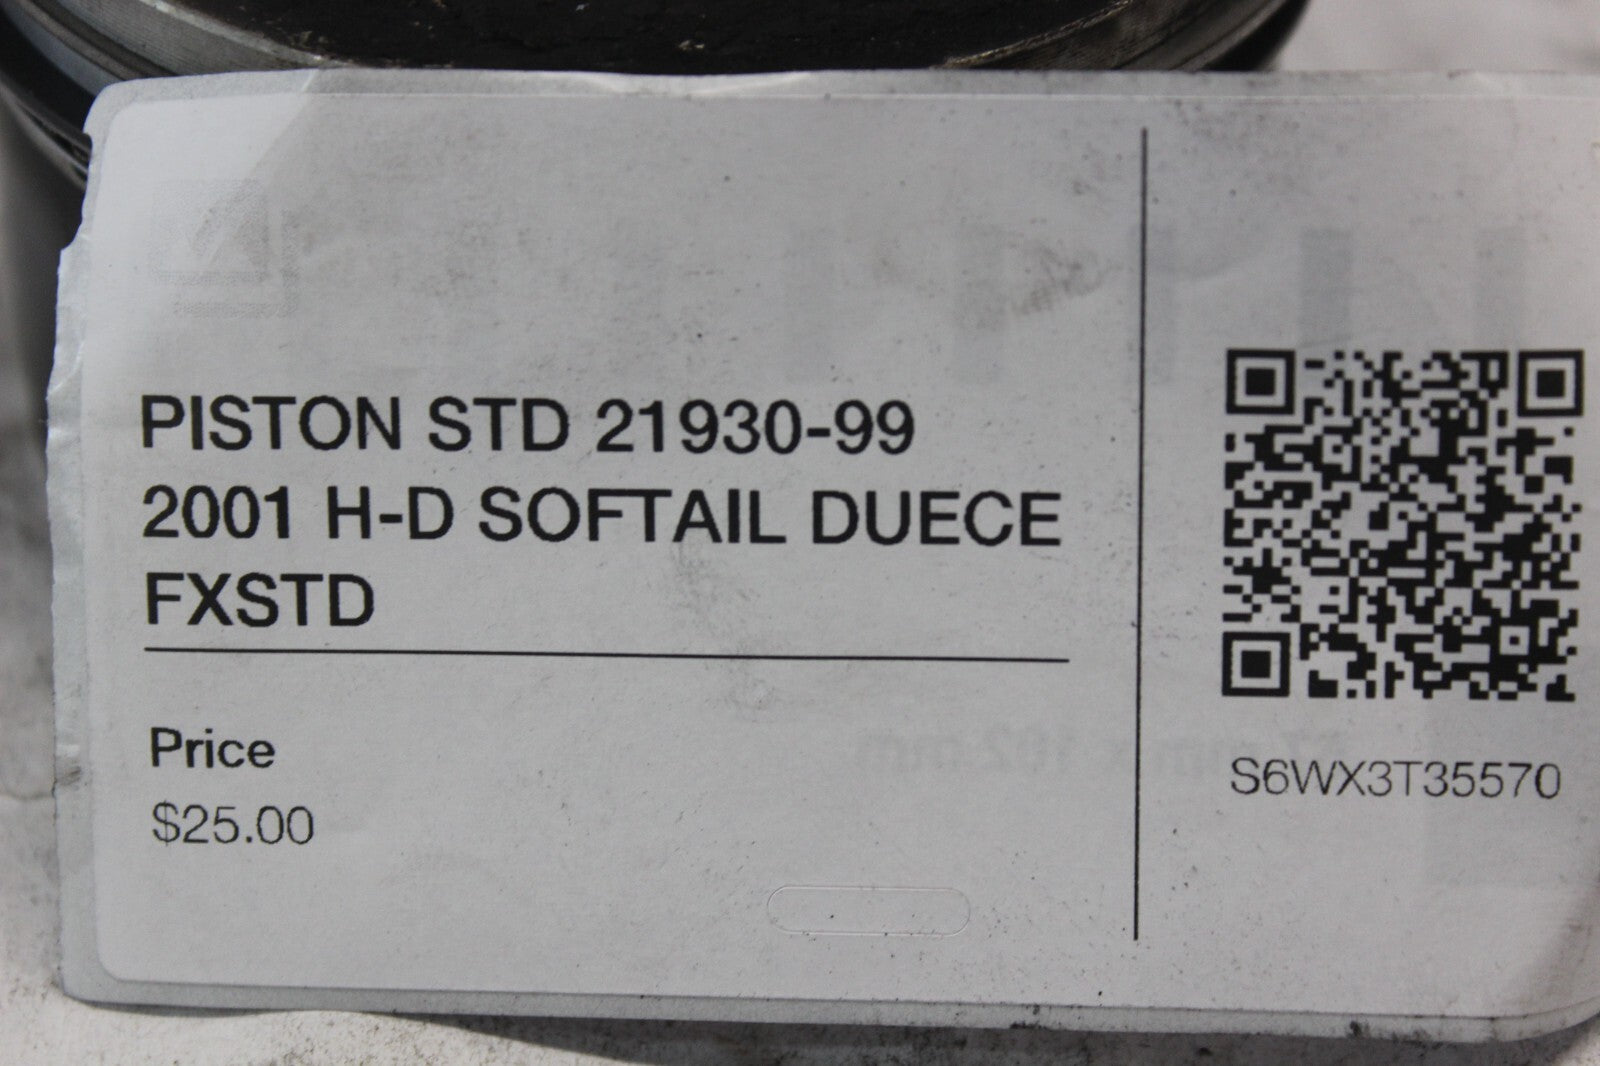 PISTON STD 21930-99
2001 H-D SOFTAIL DUECE
FXSTD
Price
$25.00
S6WX3T35570